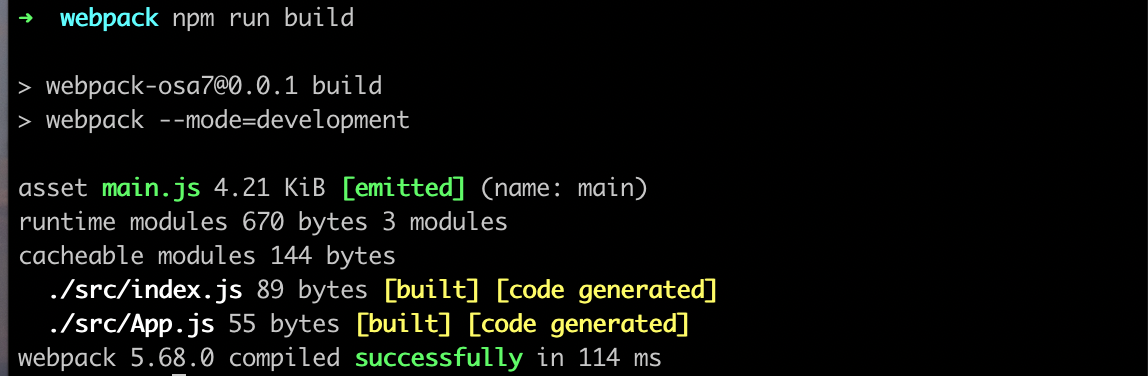 ➜ webpack npm run build
> webpack-osa7@0.0.1 build
> webpack --mode=development
asset main.js 4.21 KiB [emitted] (name: main)
runtime modules 670 bytes 3 modules
cacheable modules 144 bytes
./src/index.js 89 bytes [built] [code generated]
./src/App.js 55 bytes [built] [code generated]
webpack 5.68.0 compiled successfully in 114 ms